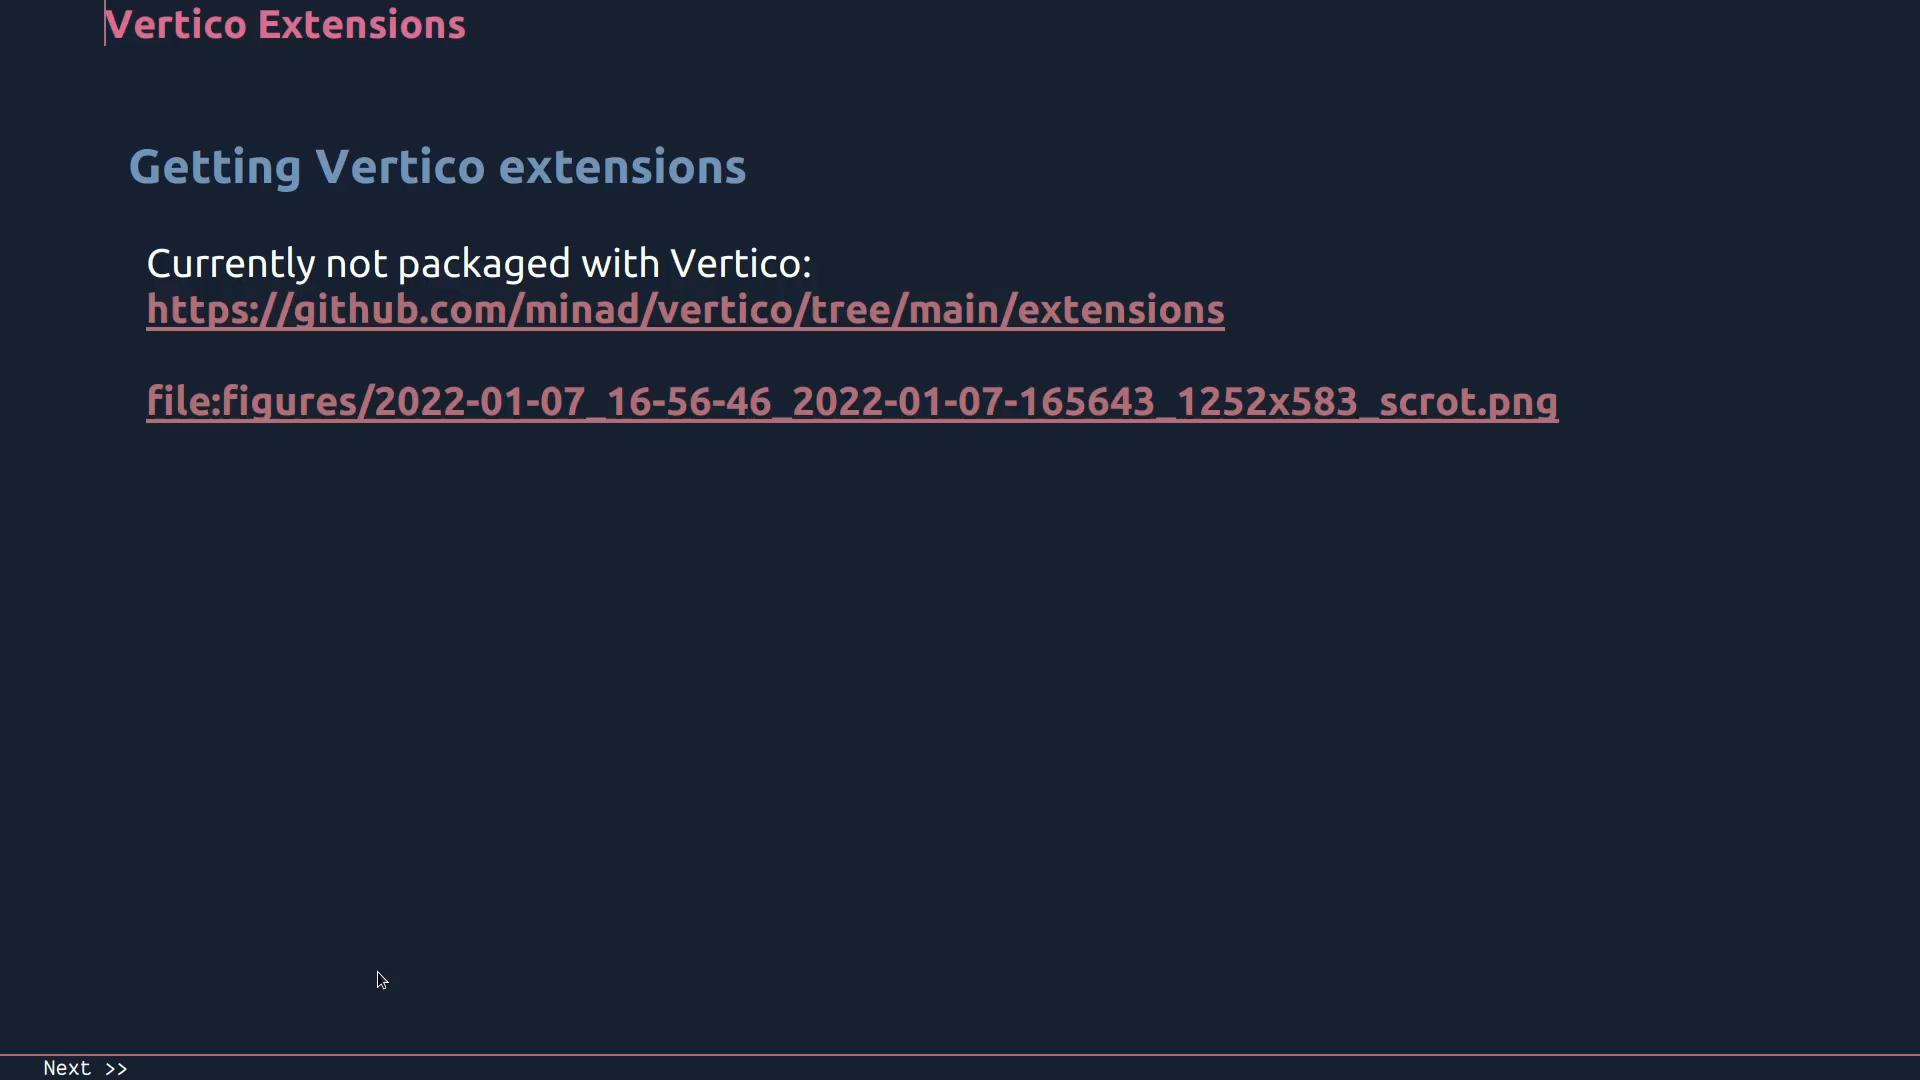 Vertico Extensions
Getting Vertico extensions
Currently not packaged with Vertico:
https://github.com/minad/vertico/tree/main/extensions
file:figures/2022-01-07_16-56-46_2022-01-07-165643_1252x583_scrot.png
Next >>